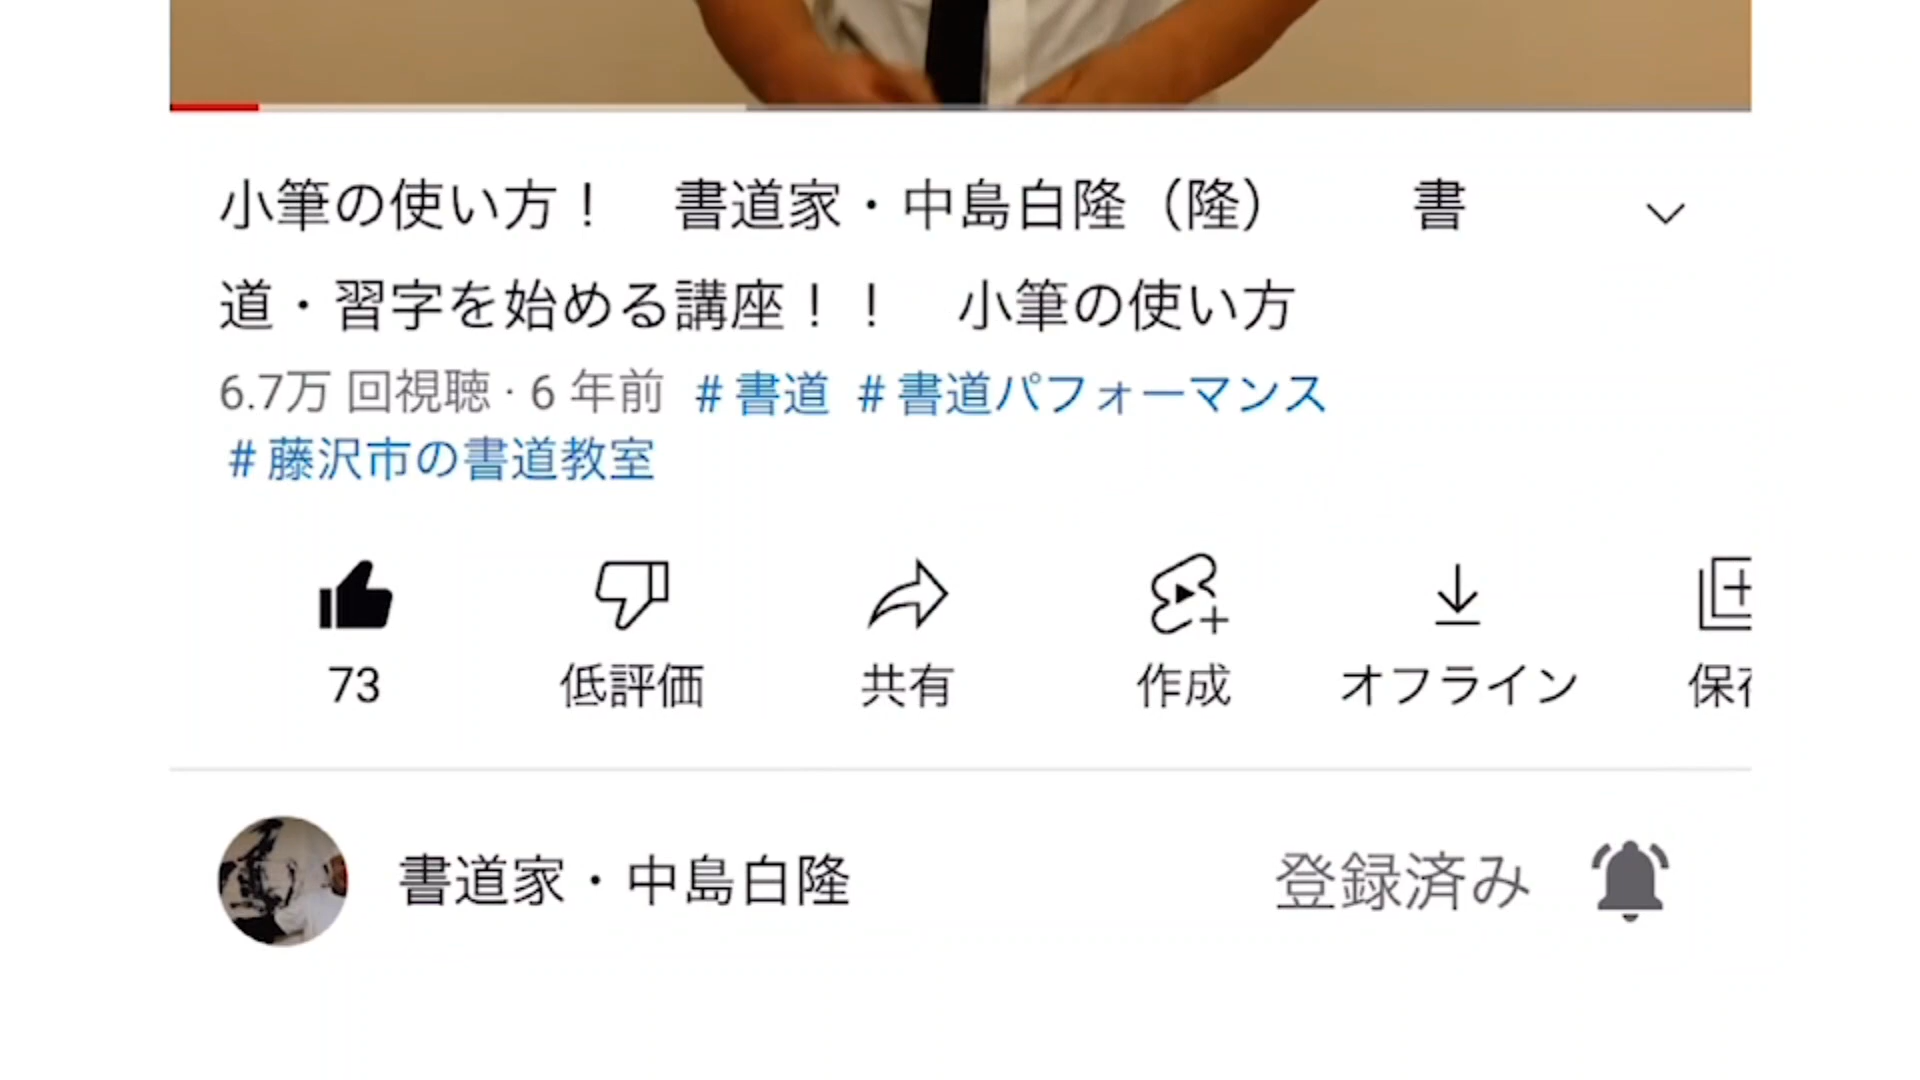 小筆の使い方！　書道家・中島白隆（隆）　　書
道・習字を始める講座！！　小筆の使い方
6.7万 回視聴 · 6 年前 #書道 #書道パフォーマンス
#藤沢市の書道教室
73 低評価 共有 作成 オフライン 保存
書道家・中島白隆 登録済み